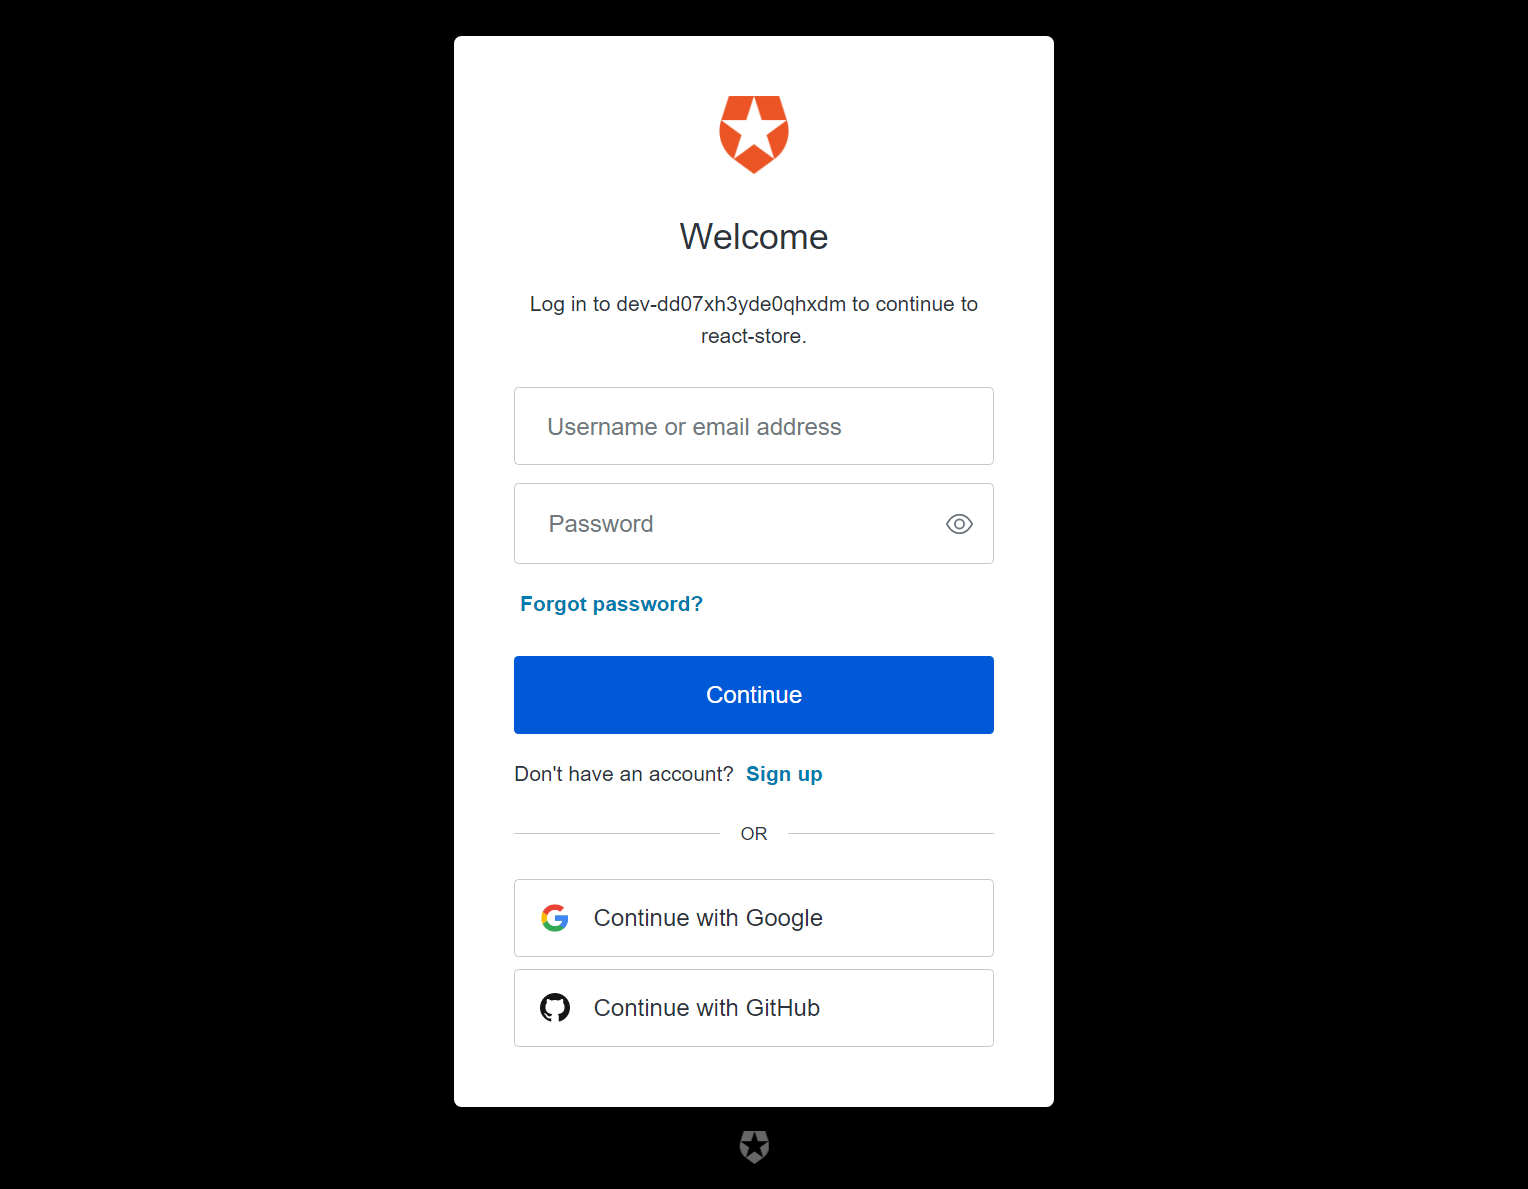 Welcome
Log in to dev-dd07xh3yde0qhxdm to continue to
react-store.
Username or email address
Password
Forgot password?
Continue
Don't have an account? Sign up
OR
Continue with Google
Continue with GitHub